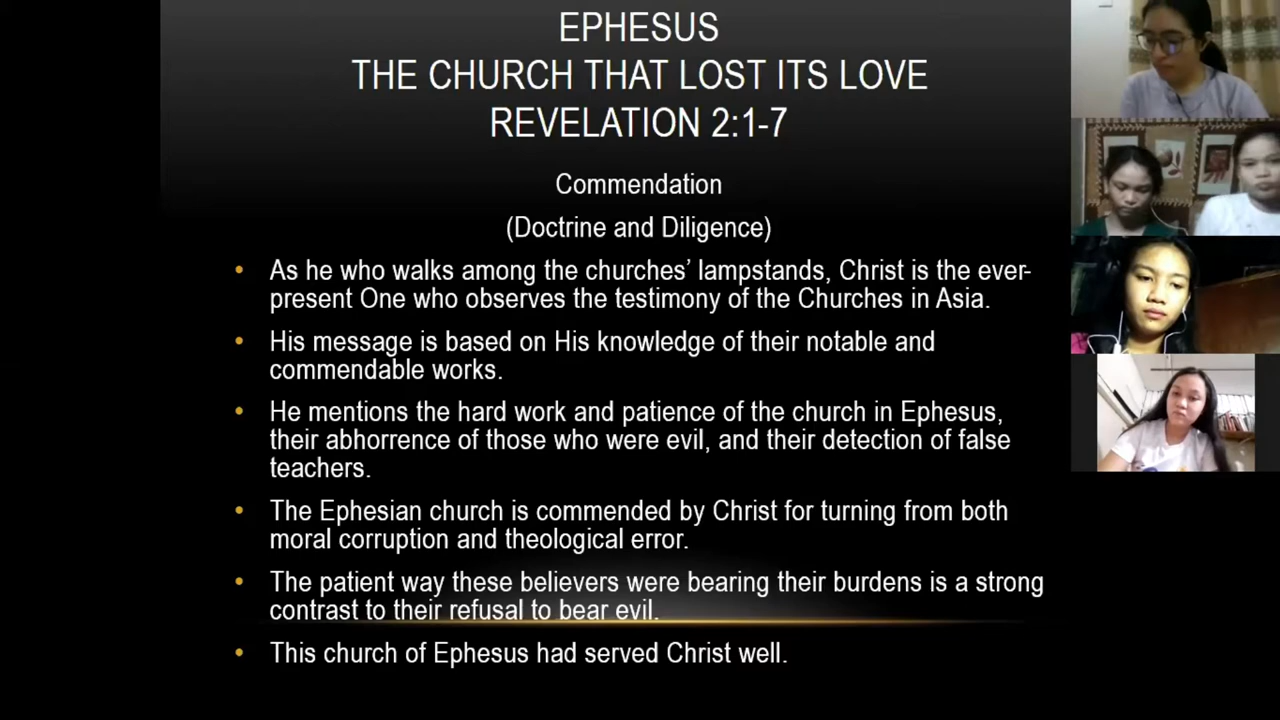 EPHESUS
THE CHURCH THAT LOST ITS LOVE
REVELATION 2:1-7
Commendation
(Doctrine and Diligence)
• As he who walks among the churches’ lampstands, Christ is the ever-
present One who observes the testimony of the Churches in Asia.
• His message is based on His knowledge of their notable and
commendable works.
• He mentions the hard work and patience of the church in Ephesus,
their abhorrence of those who were evil, and their detection of false
teachers.
• The Ephesian church is commended by Christ for turning from both
moral corruption and theological error.
• The patient way these believers were bearing their burdens is a strong
contrast to their refusal to bear evil.
• This church of Ephesus had served Christ well.